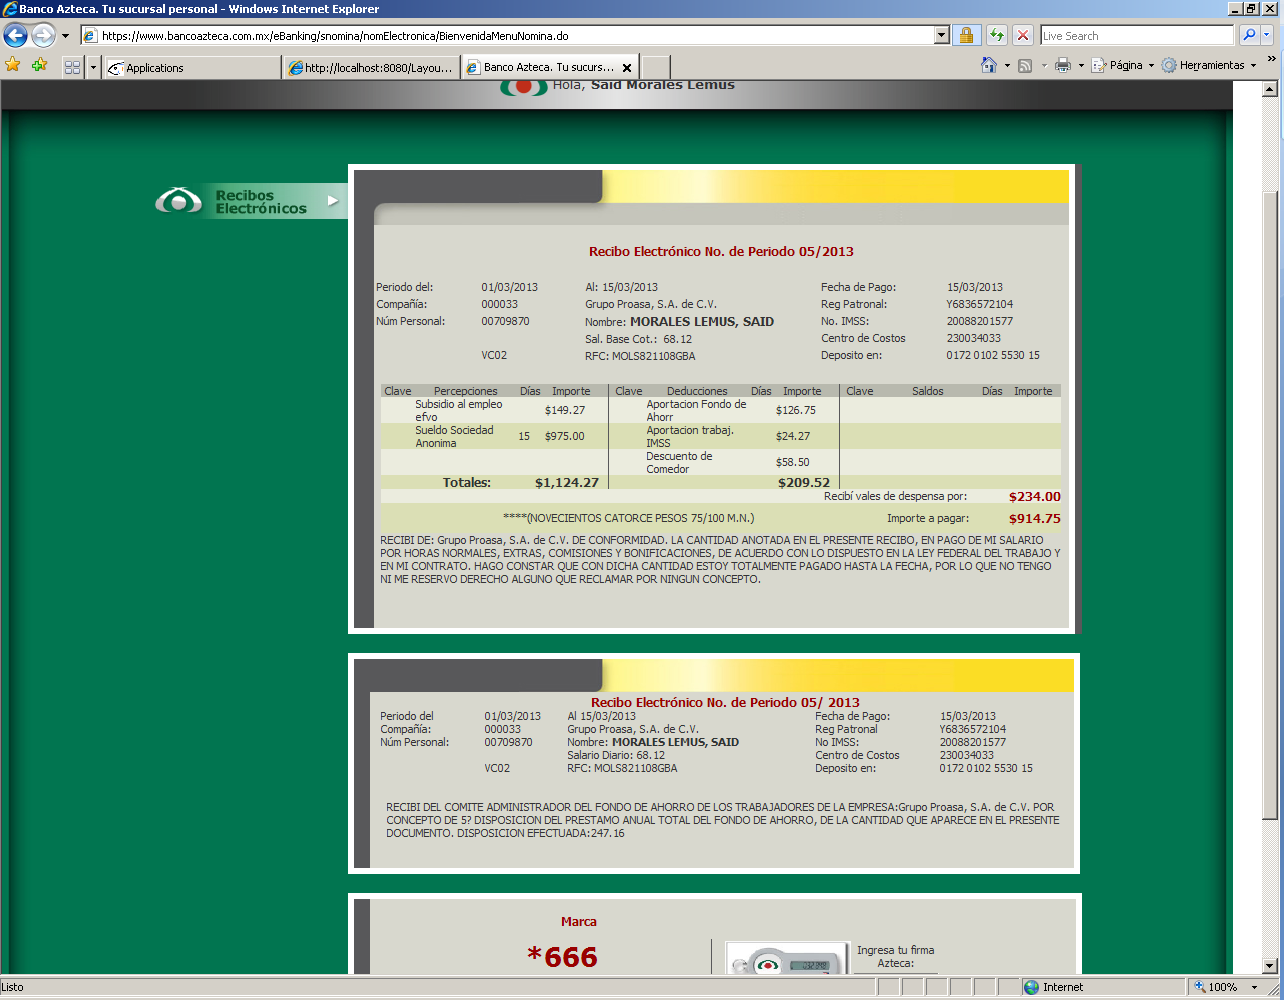 Banco Azteca. Tu sucursal personal - Windows Internet Explorer
https://www.bancoazteca.com.mx/eBanking/snomina/nomElectronica/BienvenidaMenuNomina.do
Live Search
Applications
http://localhost:8080/Layou...
Banco Azteca. Tu sucurs...
Página
Herramientas
Hola, Said Morales Lemus
Recibos
Electrónicos
Recibo Electrónico No. de Periodo 05/2013
Periodo del: 01/03/2013 Al: 15/03/2013 Fecha de Pago: 15/03/2013
Compañía: 000033 Grupo Proasa, S.A. de C.V. Reg Patronal: Y6836572104
Núm Personal: 00709870 Nombre: MORALES LEMUS, SAID No. IMSS: 20088201577
Sal. Base Cot.: 68.12 Centro de Costos 230034033
VC02 RFC: MOLS821108GBA Deposito en: 0172 0102 5530 15
Clave Percepciones Días Importe Clave Deducciones Días Importe Clave Saldos Días Importe
Subsidio al empleo efvo $149.27 Aportacion Fondo de Ahorr $126.75
Sueldo Sociedad Anonima 15 $975.00 Aportacion trabaj. IMSS $24.27
Descuento de Comedor $58.50
Totales: $1,124.27 $209.52
Recibí vales de despensa por: $234.00
****(NOVECIENTOS CATORCE PESOS 75/100 M.N.) Importe a pagar: $914.75
RECIBI DE: Grupo Proasa, S.A. de C.V. DE CONFORMIDAD. LA CANTIDAD ANOTADA EN EL PRESENTE RECIBO, EN PAGO DE MI SALARIO
POR HORAS NORMALES, EXTRAS, COMISIONES Y BONIFICACIONES, DE ACUERDO CON LO DISPUESTO EN LA LEY FEDERAL DEL TRABAJO Y
EN MI CONTRATO. HAGO CONSTAR QUE CON DICHA CANTIDAD ESTOY TOTALMENTE PAGADO HASTA LA FECHA, POR LO QUE NO TENGO
NI ME RESERVO DERECHO ALGUNO QUE RECLAMAR POR NINGUN CONCEPTO.
Recibo Electrónico No. de Periodo 05/ 2013
Periodo del 01/03/2013 Al 15/03/2013 Fecha de Pago: 15/03/2013
Compañía: 000033 Grupo Proasa, S.A. de C.V. Reg Patronal Y6836572104
Núm Personal: 00709870 Nombre: MORALES LEMUS, SAID No IMSS: 20088201577
Salario Diario: 68.12 Centro de Costos 230034033
VC02 RFC: MOLS821108GBA Deposito en: 0172 0102 5530 15
RECIBI DEL COMITE ADMINISTRADOR DEL FONDO DE AHORRO DE LOS TRABAJADORES DE LA EMPRESA:Grupo Proasa, S.A. de C.V. POR
CONCEPTO DE 5? DISPOSICION DEL PRESTAMO ANUAL TOTAL DEL FONDO DE AHORRO, DE LA CANTIDAD QUE APARECE EN EL PRESENTE
DOCUMENTO. DISPOSICION EFECTUADA:247.16
Marca
*666
Ingresa tu firma
Azteca:
Listo
Internet
100%